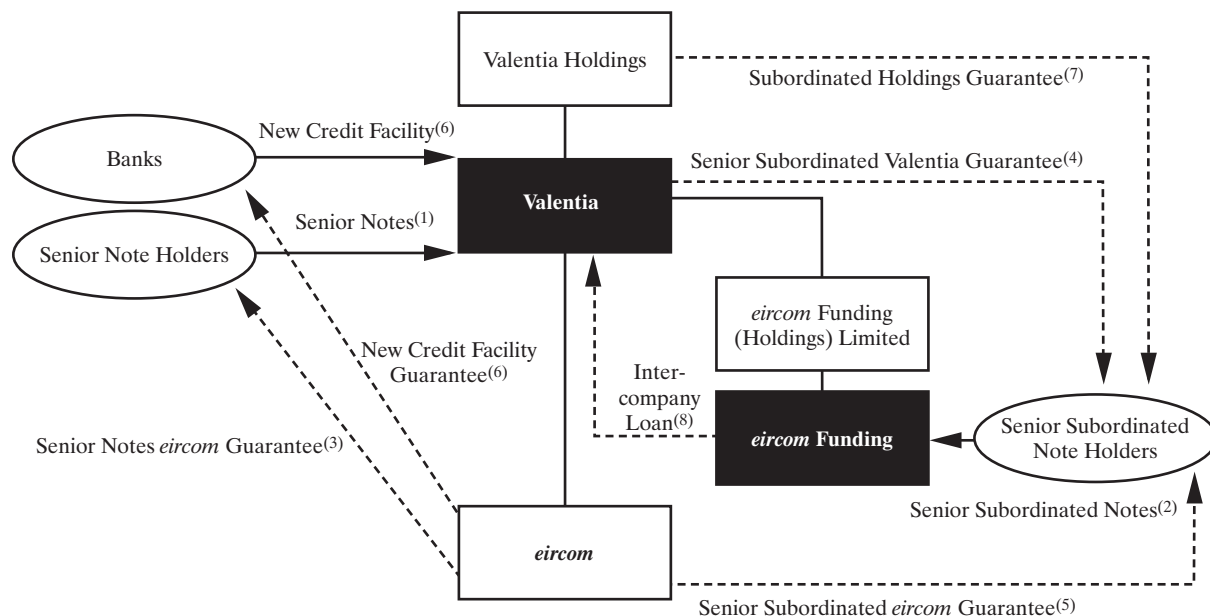 Valentia Holdings
Subordinated Holdings Guarantee(7)
New Credit Facility(6)
Banks
Senior Subordinated Valentia Guarantee(4)
Valentia
Senior Notes(1)
Senior Note Holders
eircom Funding
(Holdings) Limited
New Credit Facility
Guarantee(6)
Inter-
company
Loan(8)
Senior Notes eircom Guarantee(3)
eircom Funding
Senior Subordinated
Note Holders
Senior Subordinated Notes(2)
eircom
Senior Subordinated eircom Guarantee(5)